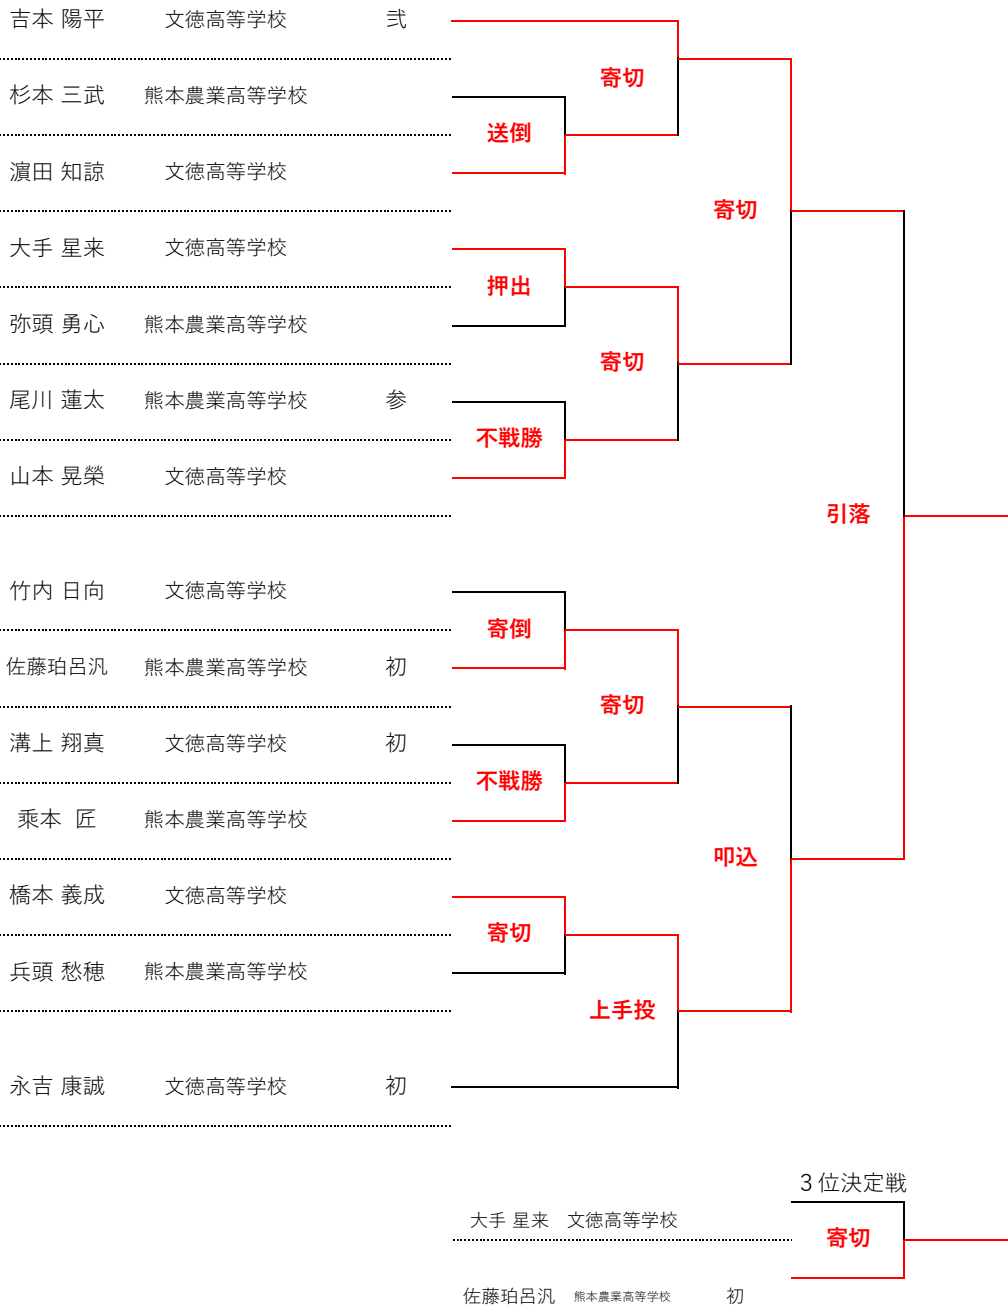 吉本 陽平 文徳高等学校 弐
寄切
杉本 三武 熊本農業高等学校
送倒
濵田 知諒 文徳高等学校
寄切
大手 星来 文徳高等学校
押出
弥頭 勇心 熊本農業高等学校
寄切
尾川 蓮太 熊本農業高等学校 参
不戦勝
山本 晃榮 文徳高等学校
引落
竹内 日向 文徳高等学校
寄倒
佐藤珀呂汎 熊本農業高等学校 初
寄切
溝上 翔真 文徳高等学校 初
不戦勝
乘本 匠 熊本農業高等学校
叩込
橋本 義成 文徳高等学校
寄切
兵頭 愁穂 熊本農業高等学校
上手投
永吉 康誠 文徳高等学校 初
3位決定戦
大手 星来 文徳高等学校
寄切
佐藤珀呂汎 熊本農業高等学校 初